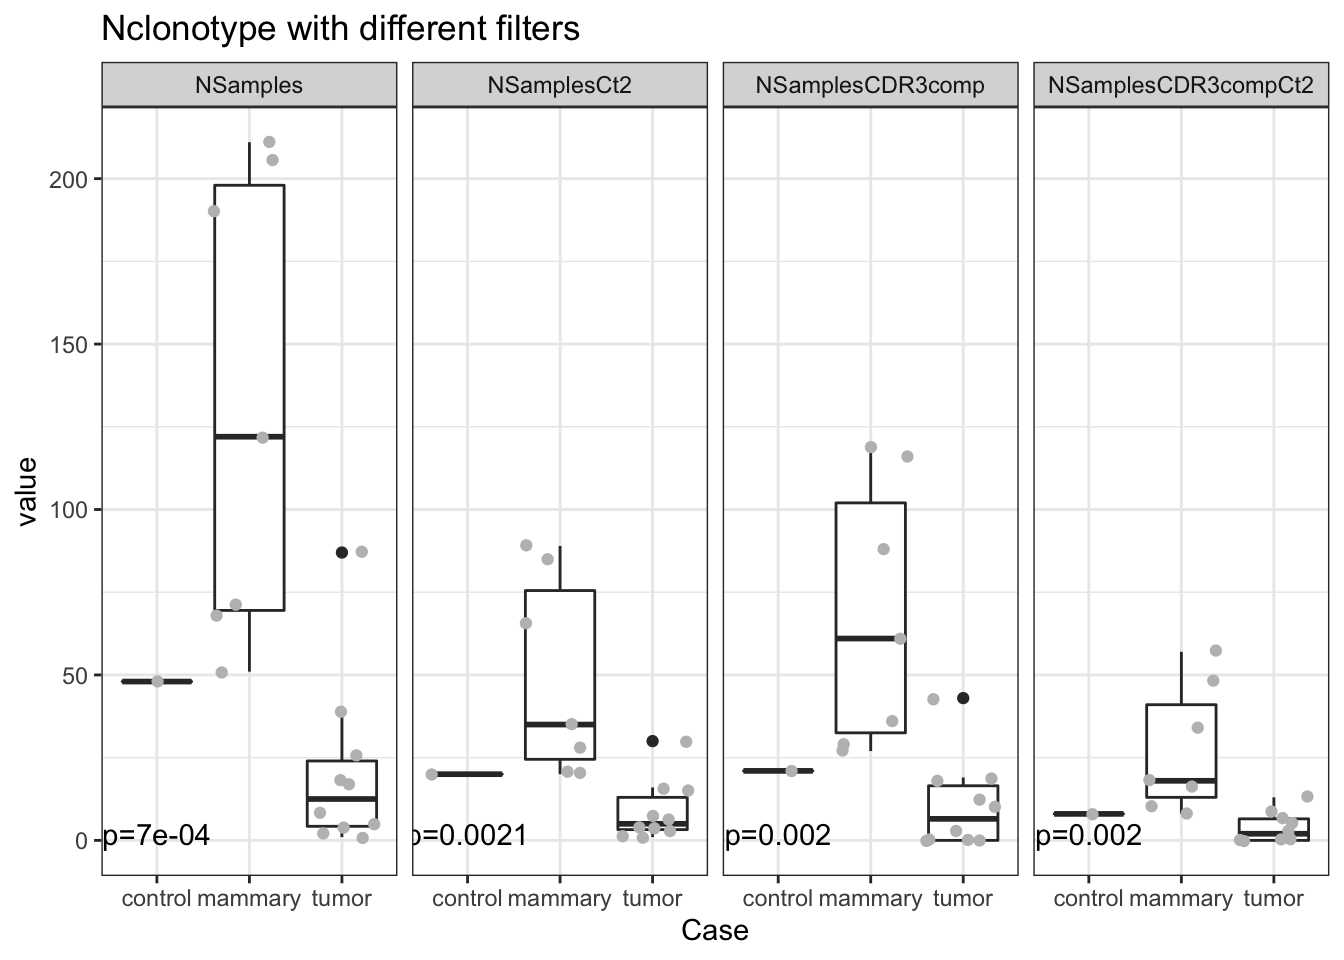 Nclonotype with different filters
NSamples NSamplesCt2 NSamplesCDR3comp NSamplesCDR3compCt2
200
150
100
50
0
value
p=7e-04 p=0.0021 p=0.002 p=0.002
control mammary tumor control mammary tumor control mammary tumor control mammary tumor
Case